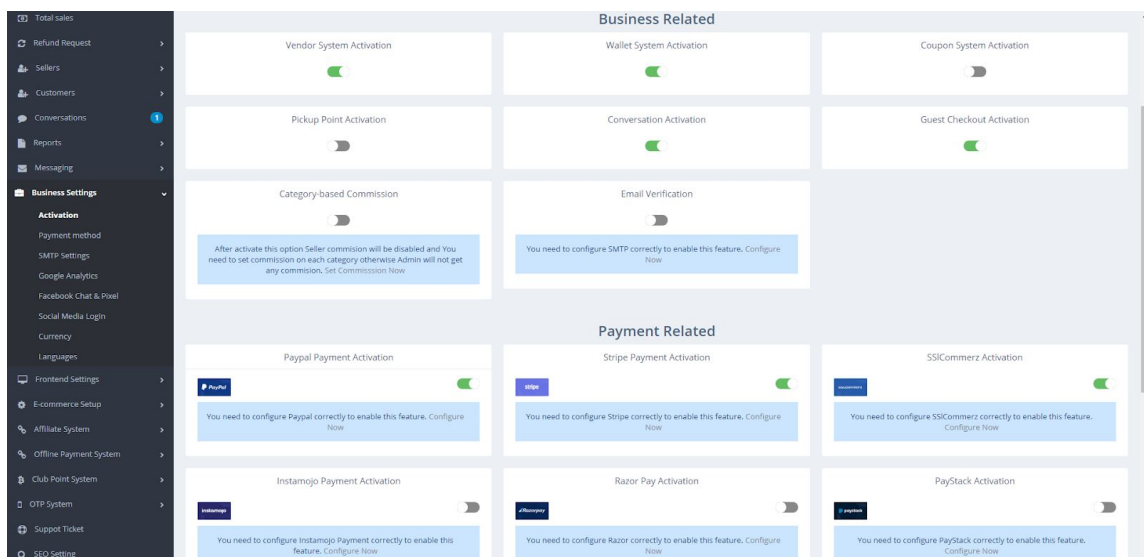 Total sales
Refund Request
Sellers
Customers
Conversations 1
Reports
Messaging
Business Settings
Activation
Payment method
SMTP Settings
Google Analytics
Facebook Chat & Pixel
Social Media Login
Currency
Languages
Frontend Settings
E-commerce Setup
Affiliate System
Offline Payment System
Club Point System
OTP System
Suppot Ticket
SEO Setting
Business Related
Vendor System Activation
Wallet System Activation
Coupon System Activation
Pickup Point Activation
Conversation Activation
Guest Checkout Activation
Category-based Commission
After activate this option Seller commision will be disabled and You
need to set commission on each category otherwise Admin will not get
any commision. Set Commisssion Now
Email Verification
You need to configure SMTP correctly to enable this feature. Configure
Now
Payment Related
Paypal Payment Activation
PayPal
You need to configure Paypal correctly to enable this feature. Configure
Now
Stripe Payment Activation
stripe
You need to configure Stripe correctly to enable this feature. Configure
Now
SSlCommerz Activation
You need to configure SSlCommerz correctly to enable this feature.
Configure Now
Instamojo Payment Activation
instamojo
You need to configure Instamojo Payment correctly to enable this
feature. Configure Now
Razor Pay Activation
Razorpay
You need to configure Razor correctly to enable this feature. Configure
Now
PayStack Activation
paystack
You need to configure PayStack correctly to enable this feature.
Configure Now